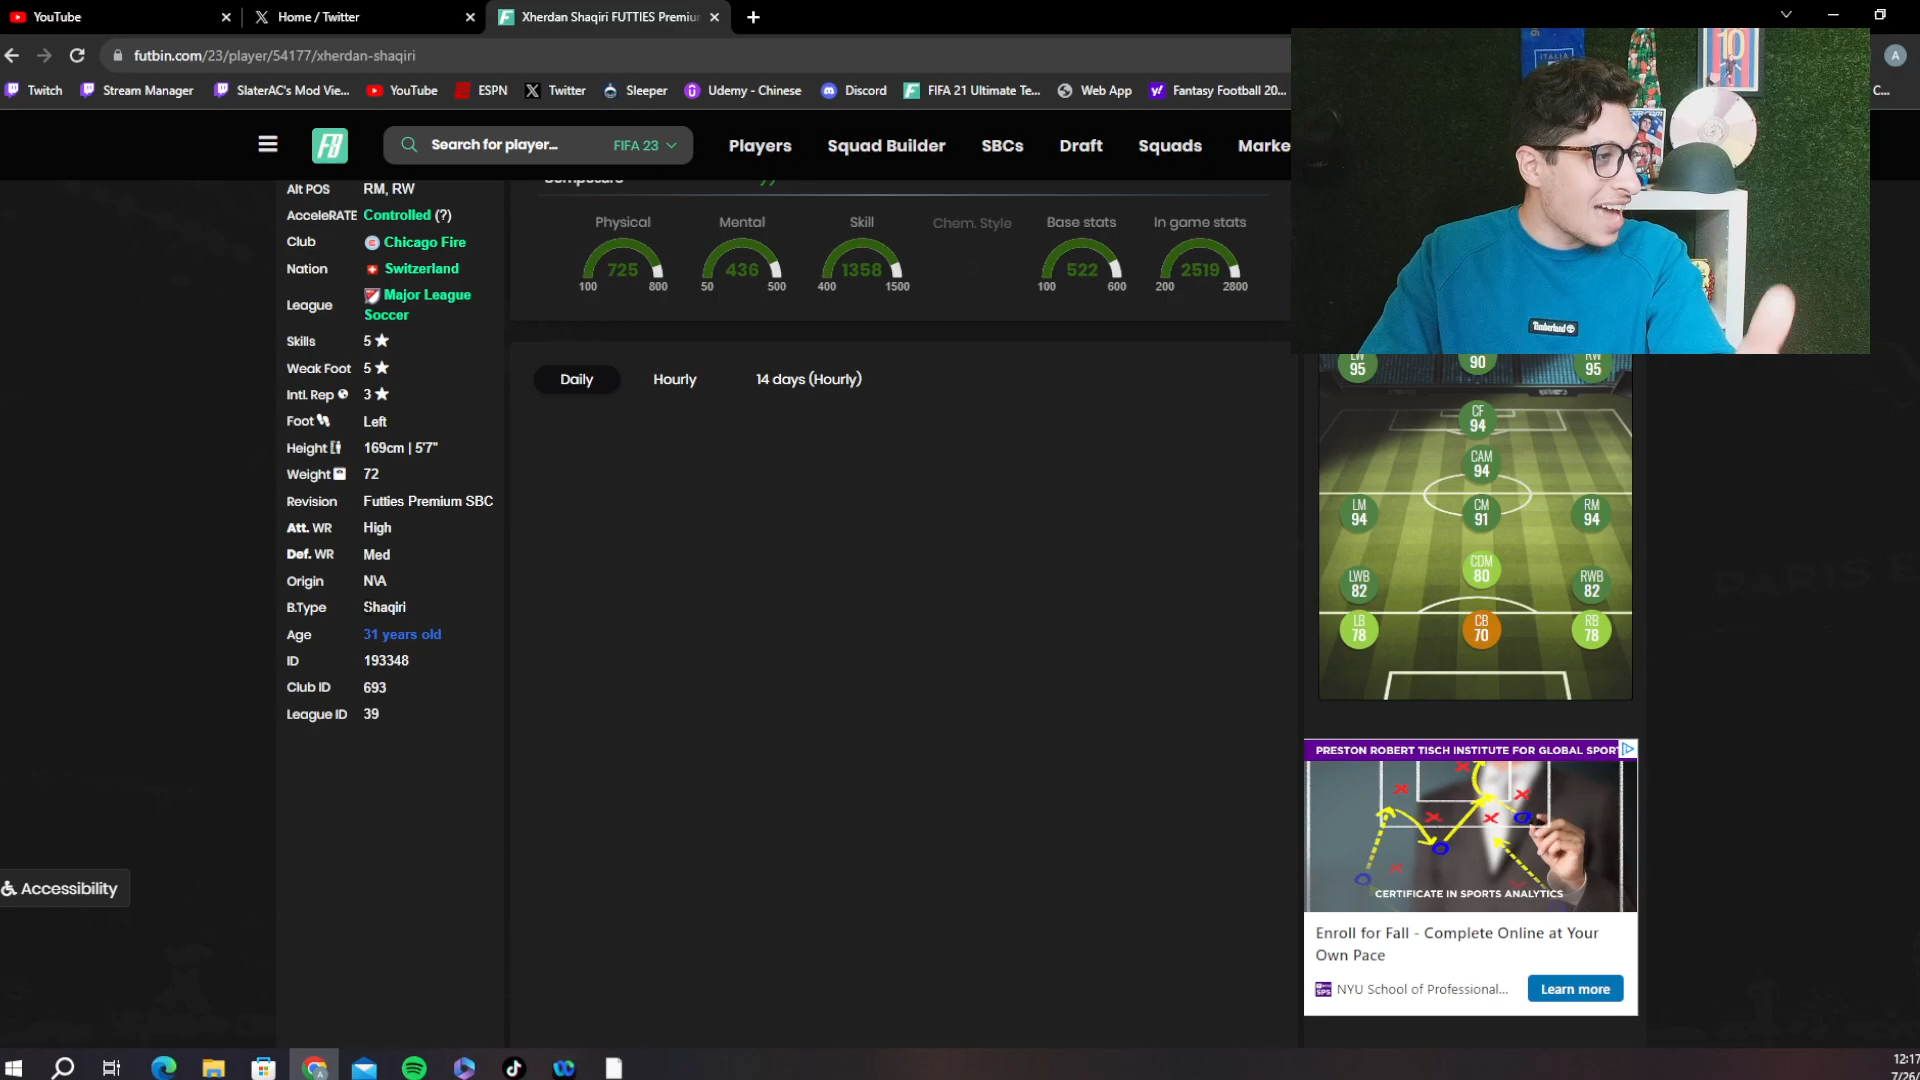 YouTube
Home / Twitter
Xherdan Shaqiri FUTTIES Premiu
futbin.com/23/player/54177/xherdan-shaqiri
A
Twitch
Stream Manager
SlaterAC's Mod Vie...
YouTube
ESPN
Twitter
Sleeper
Udemy - Chinese
Discord
FIFA 21 Ultimate Te...
Web App
Fantasy Football 20...
C...
Search for player...
FIFA 23
Players
Squad Builder
SBCs
Draft
Squads
Marke
ITALIA
10
Timberland
Alt POS RM, RW
AcceleRATE Controlled (?)
Club Chicago Fire
Nation Switzerland
League Major League
Soccer
Skills 5
Weak Foot 5
Intl. Rep 3
Foot Left
Height 169cm | 5'7"
Weight 72
Revision Futties Premium SBC
Att. WR High
Def. WR Med
Origin N\A
B.Type Shaqiri
Age 31 years old
ID 193348
Club ID 693
League ID 39
Composure
Physical
725
100 800
Mental
436
50 500
Skill
1358
400 1500
Chem. Style
Base stats
522
100 600
In game stats
2519
200 2800
Daily
Hourly
14 days (Hourly)
LW
95
90
RW
95
CF
94
CAM
94
LM
94
CM
91
RM
94
CDM
80
LWB
82
RWB
82
LB
78
CB
70
RB
78
PRESTON ROBERT TISCH INSTITUTE FOR GLOBAL SPOR
CERTIFICATE IN SPORTS ANALYTICS
Enroll for Fall - Complete Online at Your
Own Pace
NYU School of Professional...
Learn more
Accessibility
12:17
7/26/